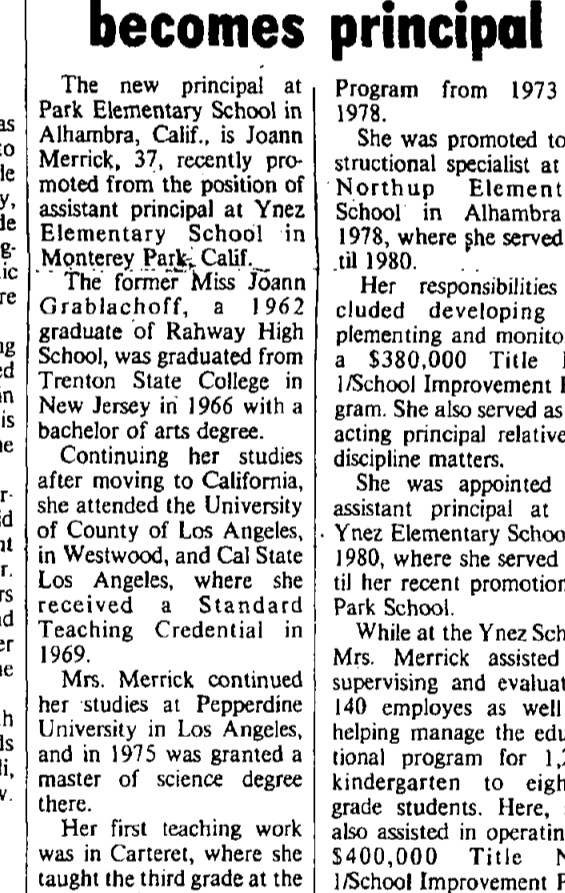 becomes principal
The new principal at
Park Elementary School in
Alhambra, Calif., is Joann
Merrick, 37, recently pro-
moted from the position of
assistant principal at Ynez
Elementary School in
Monterey Park, Calif.
The former Miss Joann
Grablachoff, a 1962
graduate of Rahway High
School, was graduated from
Trenton State College in
New Jersey in 1966 with a
bachelor of arts degree.
Continuing her studies
after moving to California,
she attended the University
of County of Los Angeles,
in Westwood, and Cal State
Los Angeles, where she
received a Standard
Teaching Credential in
1969.
Mrs. Merrick continued
her studies at Pepperdine
University in Los Angeles,
and in 1975 was granted a
master of science degree
there.
Her first teaching work
was in Carteret, where she
taught the third grade at the
Program from 1973
1978.
She was promoted to
structional specialist at
Northup Element
School in Alhambra
1978, where she served
til 1980.
Her responsibilities
cluded developing
plementing and monito
a $380,000 Title
1/School Improvement
gram. She also served as
acting principal relative
discipline matters.
She was appointed
assistant principal at
Ynez Elementary Schoo
1980, where she served
til her recent promotion
Park School.
While at the Ynez Sch
Mrs. Merrick assisted
supervising and evaluat
140 employes as well
helping manage the edu
tional program for 1,2
kindergarten to eigh
grade students. Here,
also assisted in operatin
$400,000 Title
1/School Improvement